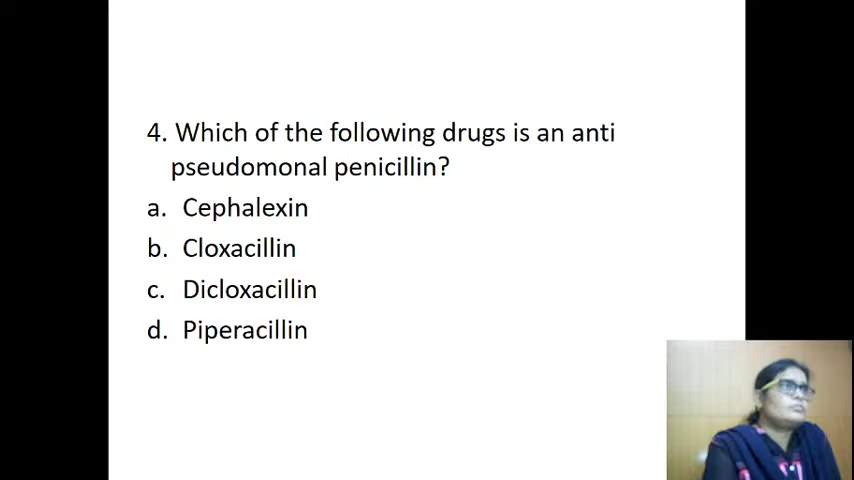 4. Which of the following drugs is an anti
pseudomonal penicillin?
a. Cephalexin
b. Cloxacillin
c. Dicloxacillin
d. Piperacillin